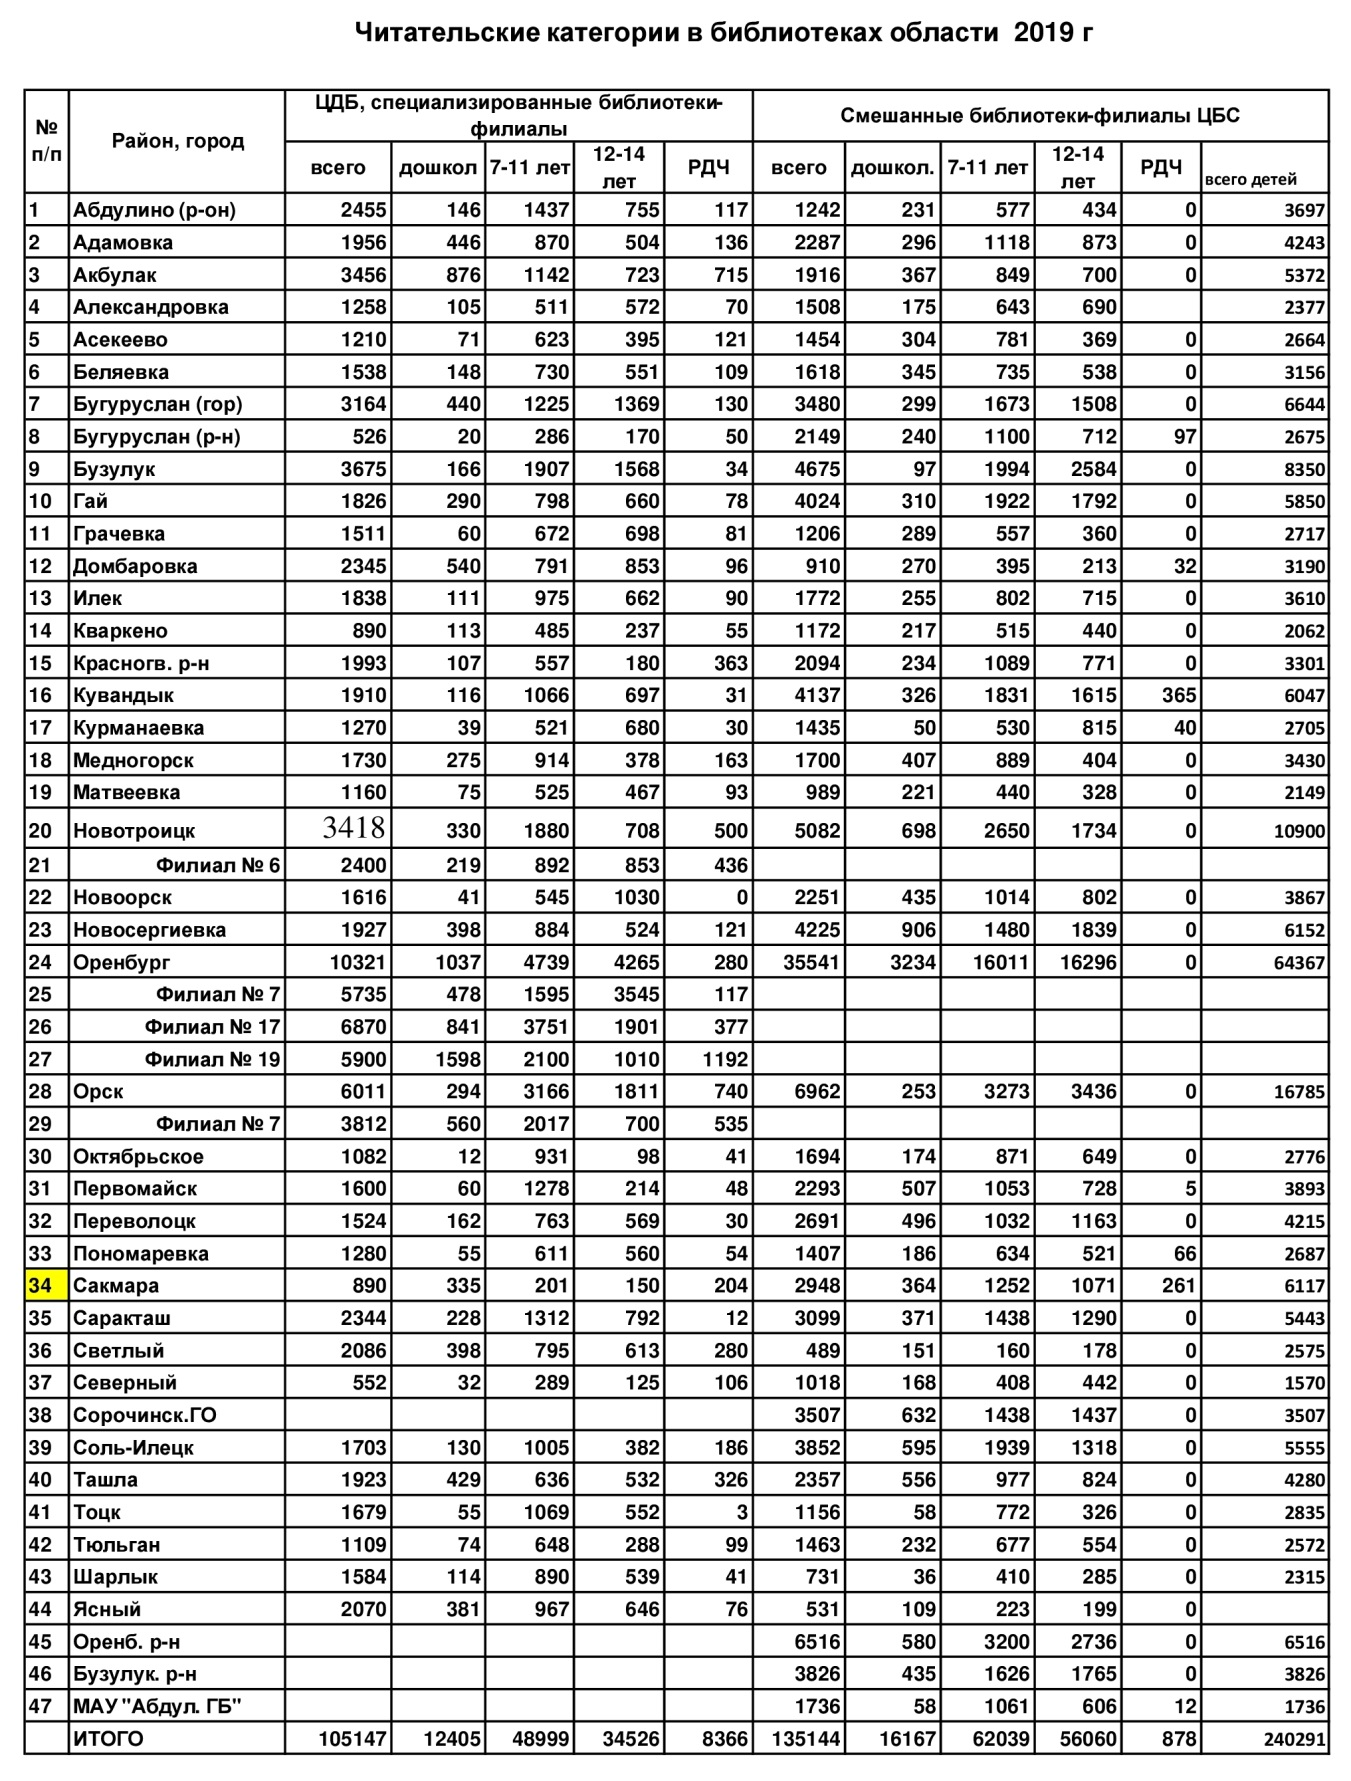 Читательские категории в библиотеках области 2019 г
№ п/п Район, город ЦДБ, специализированные библиотеки-филиалы Смешанные библиотеки-филиалы ЦБС
всего дошкол 7-11 лет 12-14 лет РДЧ всего дошкол. 7-11 лет 12-14 лет РДЧ всего детей
1 Абдулино (р-он) 2455 146 1437 755 117 1242 231 577 434 0 3697
2 Адамовка 1956 446 870 504 136 2287 296 1118 873 0 4243
3 Акбулак 3456 876 1142 723 715 1916 367 849 700 0 5372
4 Александровка 1258 105 511 572 70 1508 175 643 690 2377
5 Асекеево 1210 71 623 395 121 1454 304 781 369 0 2664
6 Беляевка 1538 148 730 551 109 1618 345 735 538 0 3156
7 Бугуруслан (гор) 3164 440 1225 1369 130 3480 299 1673 1508 0 6644
8 Бугуруслан (р-н) 526 20 286 170 50 2149 240 1100 712 97 2675
9 Бузулук 3675 166 1907 1568 34 4675 97 1994 2584 0 8350
10 Гай 1826 290 798 660 78 4024 310 1922 1792 0 5850
11 Грачевка 1511 60 672 698 81 1206 289 557 360 0 2717
12 Домбаровка 2345 540 791 853 96 910 270 395 213 32 3190
13 Илек 1838 111 975 662 90 1772 255 802 715 0 3610
14 Кваркено 890 113 485 237 55 1172 217 515 440 0 2062
15 Красногв. р-н 1993 107 557 180 363 2094 234 1089 771 0 3301
16 Кувандык 1910 116 1066 697 31 4137 326 1831 1615 365 6047
17 Курманаевка 1270 39 521 680 30 1435 50 530 815 40 2705
18 Медногорск 1730 275 914 378 163 1700 407 889 404 0 3430
19 Матвеевка 1160 75 525 467 93 989 221 440 328 0 2149
20 Новотроицк 3418 330 1880 708 500 5082 698 2650 1734 0 10900
21 Филиал № 6 2400 219 892 853 436
22 Новоорск 1616 41 545 1030 0 2251 435 1014 802 0 3867
23 Новосергиевка 1927 398 884 524 121 4225 906 1480 1839 0 6152
24 Оренбург 10321 1037 4739 4265 280 35541 3234 16011 16296 0 64367
25 Филиал № 7 5735 478 1595 3545 117
26 Филиал № 17 6870 841 3751 1901 377
27 Филиал № 19 5900 1598 2100 1010 1192
28 Орск 6011 294 3166 1811 740 6962 253 3273 3436 0 16785
29 Филиал № 7 3812 560 2017 700 535
30 Октябрьское 1082 12 931 98 41 1694 174 871 649 0 2776
31 Первомайск 1600 60 1278 214 48 2293 507 1053 728 5 3893
32 Переволоцк 1524 162 763 569 30 2691 496 1032 1163 0 4215
33 Пономаревка 1280 55 611 560 54 1407 186 634 521 66 2687
34 Сакмара 890 335 201 150 204 2948 364 1252 1071 261 6117
35 Саракташ 2344 228 1312 792 12 3099 371 1438 1290 0 5443
36 Светлый 2086 398 795 613 280 489 151 160 178 0 2575
37 Северный 552 32 289 125 106 1018 168 408 442 0 1570
38 Сорочинск.ГО 3507 632 1438 1437 0 3507
39 Соль-Илецк 1703 130 1005 382 186 3852 595 1939 1318 0 5555
40 Ташла 1923 429 636 532 326 2357 556 977 824 0 4280
41 Тоцк 1679 55 1069 552 3 1156 58 772 326 0 2835
42 Тюльган 1109 74 648 288 99 1463 232 677 554 0 2572
43 Шарлык 1584 114 890 539 41 731 36 410 285 0 2315
44 Ясный 2070 381 967 646 76 531 109 223 199 0
45 Оренб. р-н 6516 580 3200 2736 0 6516
46 Бузулук. р-н 3826 435 1626 1765 0 3826
47 МАУ "Абдул. ГБ" 1736 58 1061 606 12 1736
ИТОГО 105147 12405 48999 34526 8366 135144 16167 62039 56060 878 240291